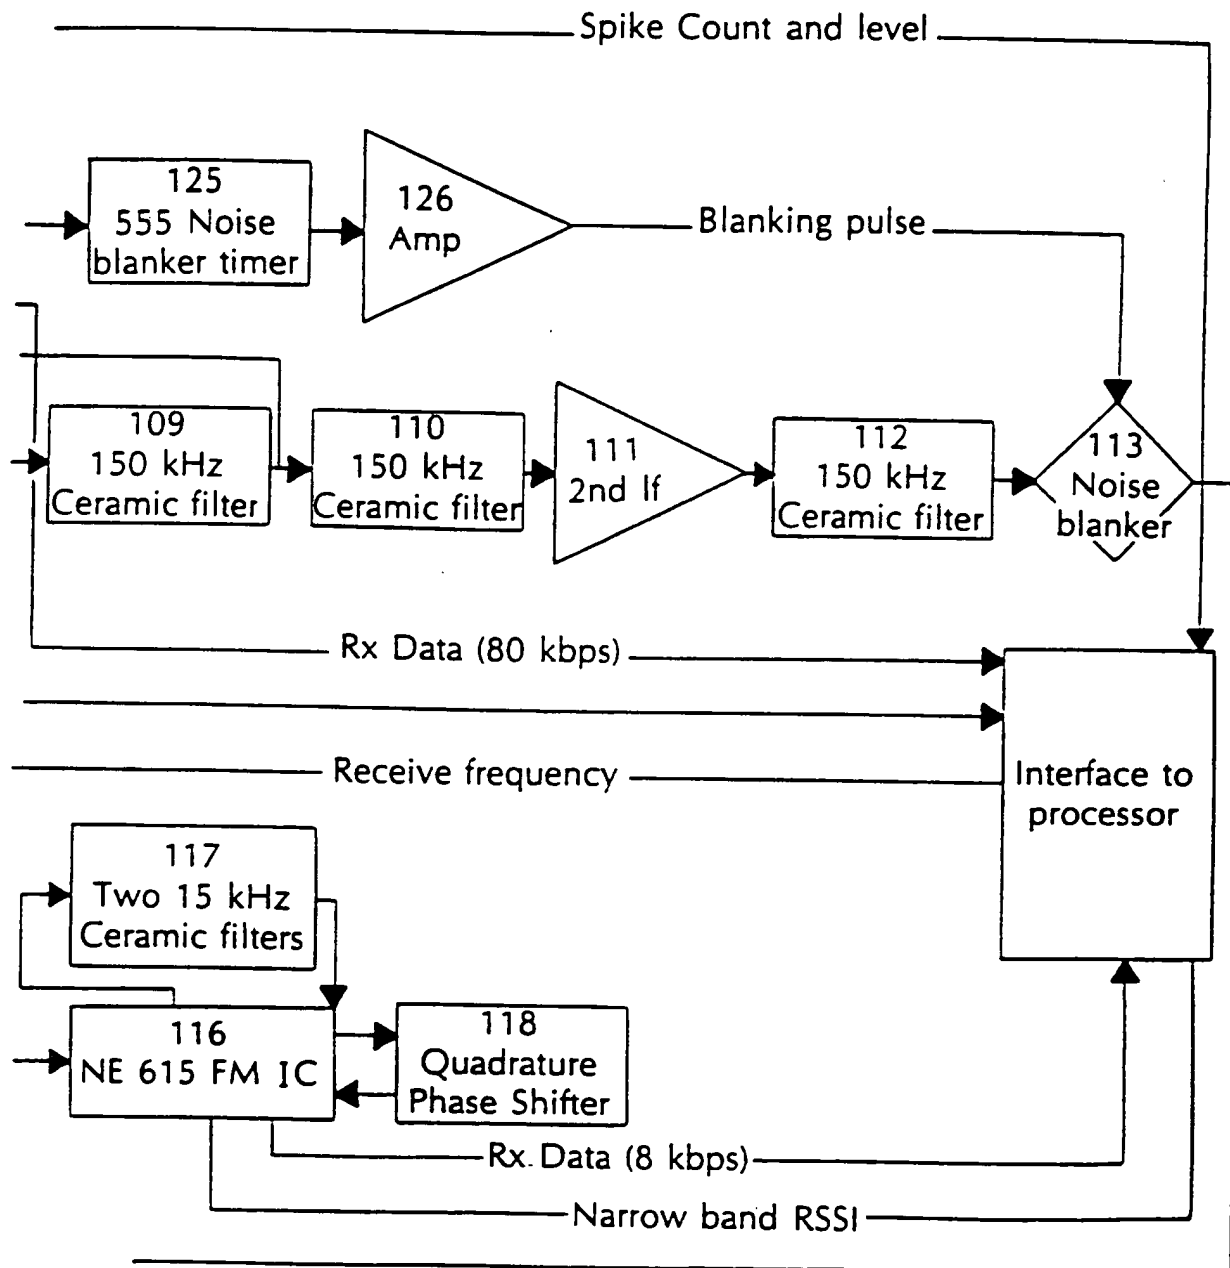 Spike Count and level
125
555 Noise
blanker timer
126
Amp
Blanking pulse
109
150 kHz
Ceramic filter
110
150 kHz
Ceramic filter
111
2nd If
112
150 kHz
Ceramic filter
113
Noise
blanker
Rx Data (80 kbps)
Receive frequency
Interface to
processor
117
Two 15 kHz
Ceramic filters
116
NE 615 FM IC
118
Quadrature
Phase Shifter
Rx Data (8 kbps)
Narrow band RSSI